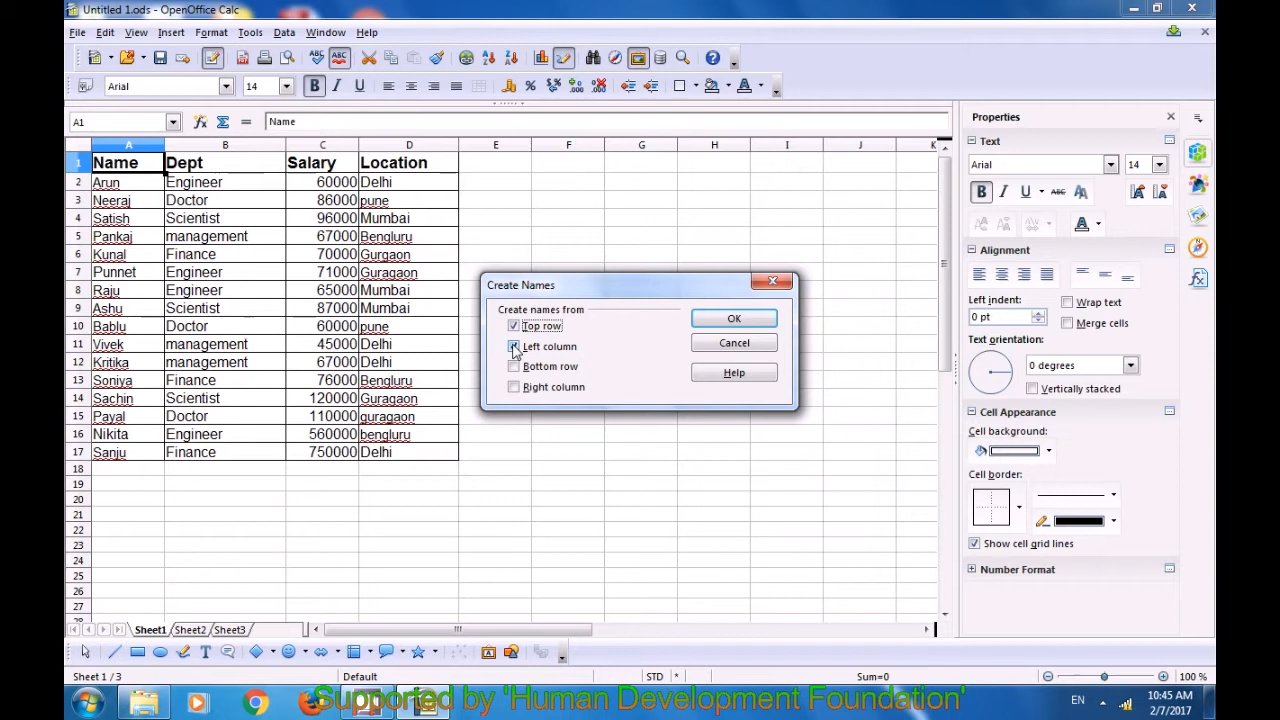 Untitled 1.ods - OpenOffice Calc
File Edit View Insert Format Tools Data Window Help
Arial 14
A1 Name
A B C D E F G H I J K
1 Name Dept Salary Location
2 Arun Engineer 60000 Delhi
3 Neeraj Doctor 86000 pune
4 Satish Scientist 96000 Mumbai
5 Pankaj management 67000 Bengluru
6 Kunal Finance 70000 Gurgaon
7 Punnet Engineer 71000 Guragaon
8 Raju Engineer 65000 Mumbai
9 Ashu Scientist 87000 Mumbai
10 Bablu Doctor 60000 pune
11 Vivek management 45000 Delhi
12 Kritika management 67000 Delhi
13 Soniya Finance 76000 Bengluru
14 Sachin Scientist 120000 Guragaon
15 Payal Doctor 110000 guragaon
16 Nikita Engineer 560000 bengluru
17 Sanju Finance 750000 Delhi
18
19
20
21
22
23
24
25
26
27
Create Names
Create names from
Top row
Left column
Bottom row
Right column
OK
Cancel
Help
Properties
Text
Arial 14
Alignment
Left indent:
0 pt
Wrap text
Merge cells
Text orientation:
0 degrees
Vertically stacked
Cell Appearance
Cell background:
Cell border:
Show cell grid lines
Number Format
Sheet1 Sheet2 Sheet3
Sheet 1 / 3 Default STD * Sum=0 100 %
Supported by 'Human Development Foundation'
EN
10:45 AM
2/7/2017